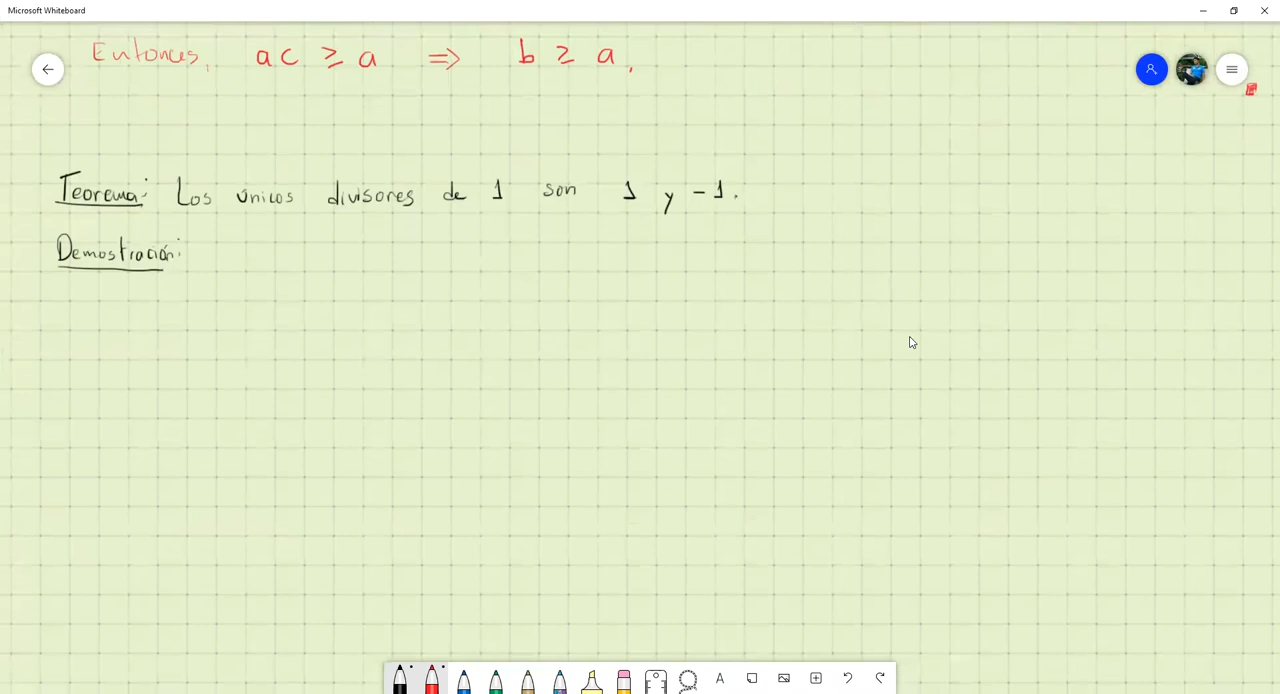 Microsoft Whiteboard
Entonces, ac ≥ a ⇒ b ≥ a.
Teorema: Los únicos divisores de 1 son 1 y -1.
Demostración:
A